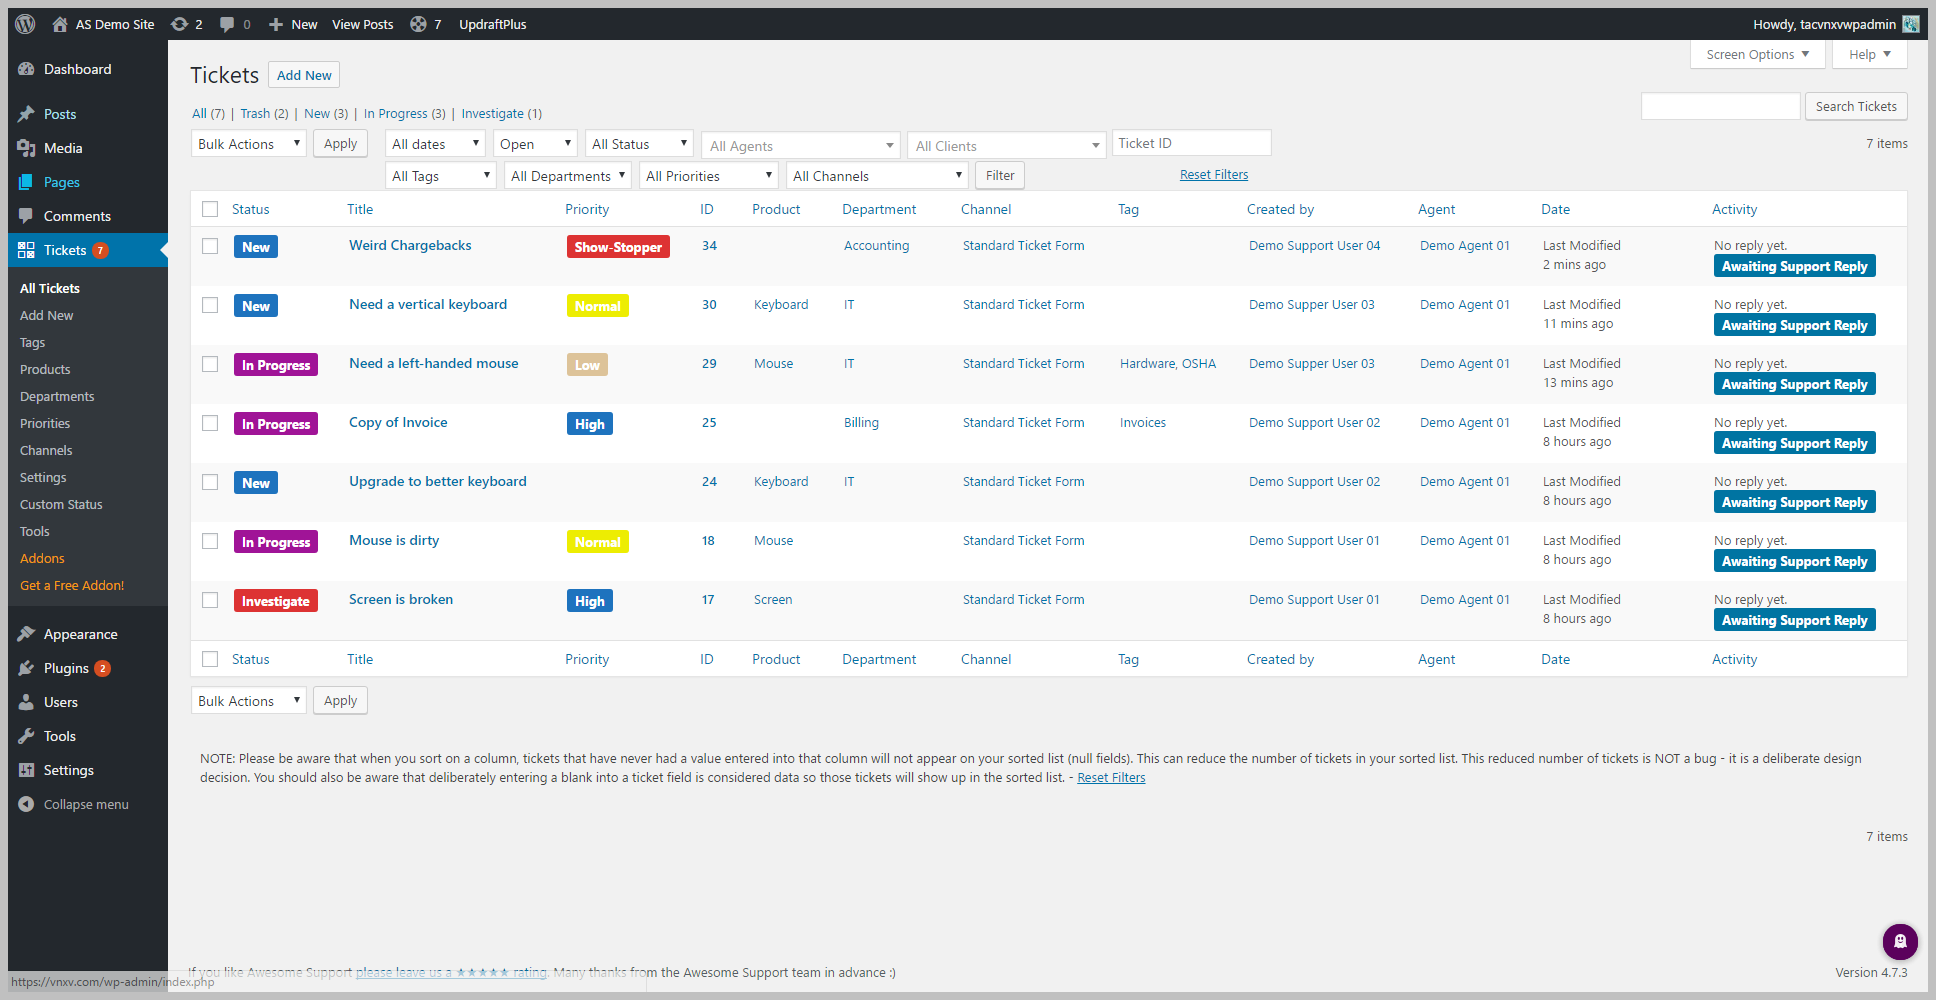 AS Demo Site 2 0 New View Posts 7 UpdraftPlus Howdy, tacvnxvwpadmin
Screen Options Help
Dashboard
Posts
Media
Pages
Comments
Tickets 7
All Tickets
Add New
Tags
Products
Departments
Priorities
Channels
Settings
Custom Status
Tools
Addons
Get a Free Addon!
Appearance
Plugins 2
Users
Tools
Settings
Collapse menu
Tickets Add New
All (7) | Trash (2) | New (3) | In Progress (3) | Investigate (1)
Search Tickets
Bulk Actions Apply All dates Open All Status All Agents All Clients Ticket ID 7 items
All Tags All Departments All Priorities All Channels Filter Reset Filters
Status Title Priority ID Product Department Channel Tag Created by Agent Date Activity
New Weird Chargebacks Show-Stopper 34 Accounting Standard Ticket Form Demo Support User 04 Demo Agent 01 Last Modified No reply yet.
2 mins ago Awaiting Support Reply
New Need a vertical keyboard Normal 30 Keyboard IT Standard Ticket Form Demo Supper User 03 Demo Agent 01 Last Modified No reply yet.
11 mins ago Awaiting Support Reply
In Progress Need a left-handed mouse Low 29 Mouse IT Standard Ticket Form Hardware, OSHA Demo Supper User 03 Demo Agent 01 Last Modified No reply yet.
13 mins ago Awaiting Support Reply
In Progress Copy of Invoice High 25 Billing Standard Ticket Form Invoices Demo Support User 02 Demo Agent 01 Last Modified No reply yet.
8 hours ago Awaiting Support Reply
New Upgrade to better keyboard 24 Keyboard IT Standard Ticket Form Demo Support User 02 Demo Agent 01 Last Modified No reply yet.
8 hours ago Awaiting Support Reply
In Progress Mouse is dirty Normal 18 Mouse Standard Ticket Form Demo Support User 01 Demo Agent 01 Last Modified No reply yet.
8 hours ago Awaiting Support Reply
Investigate Screen is broken High 17 Screen Standard Ticket Form Demo Support User 01 Demo Agent 01 Last Modified No reply yet.
8 hours ago Awaiting Support Reply
Status Title Priority ID Product Department Channel Tag Created by Agent Date Activity
Bulk Actions Apply
NOTE: Please be aware that when you sort on a column, tickets that have never had a value entered into that column will not appear on your sorted list (null fields). This can reduce the number of tickets in your sorted list. This reduced number of tickets is NOT a bug - it is a deliberate design
decision. You should also be aware that deliberately entering a blank into a ticket field is considered data so those tickets will show up in the sorted list. - Reset Filters
7 items
If you like Awesome Support please leave us a ★★★★★ rating. Many thanks from the Awesome Support team in advance :) Version 4.7.3
https://vnxv.com/wp-admin/index.php